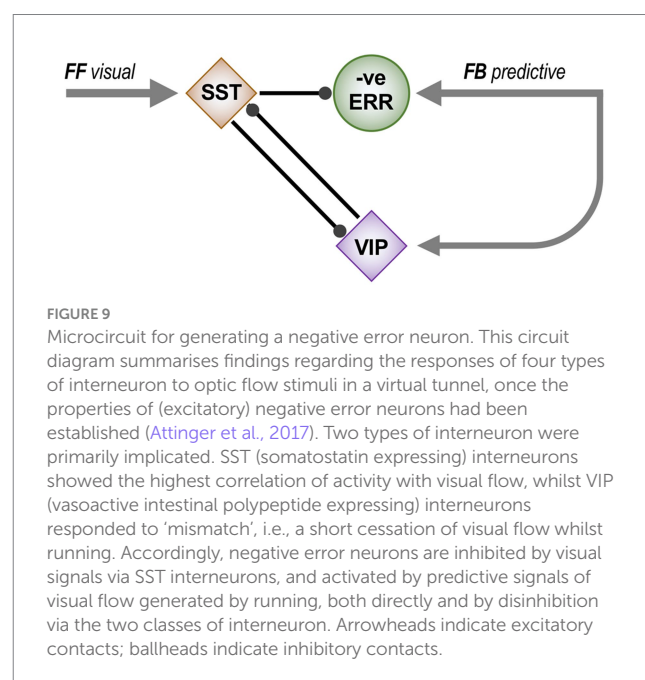 FF visual
SST
-ve
ERR
FB predictive
VIP
FIGURE 9
Microcircuit for generating a negative error neuron. This circuit
diagram summarises findings regarding the responses of four types
of interneuron to optic flow stimuli in a virtual tunnel, once the
properties of (excitatory) negative error neurons had been
established (Attinger et al., 2017). Two types of interneuron were
primarily implicated. SST (somatostatin expressing) interneurons
showed the highest correlation of activity with visual flow, whilst VIP
(vasoactive intestinal polypeptide expressing) interneurons
responded to ‘mismatch’, i.e., a short cessation of visual flow whilst
running. Accordingly, negative error neurons are inhibited by visual
signals via SST interneurons, and activated by predictive signals of
visual flow generated by running, both directly and by disinhibition
via the two classes of interneuron. Arrowheads indicate excitatory
contacts; ballheads indicate inhibitory contacts.